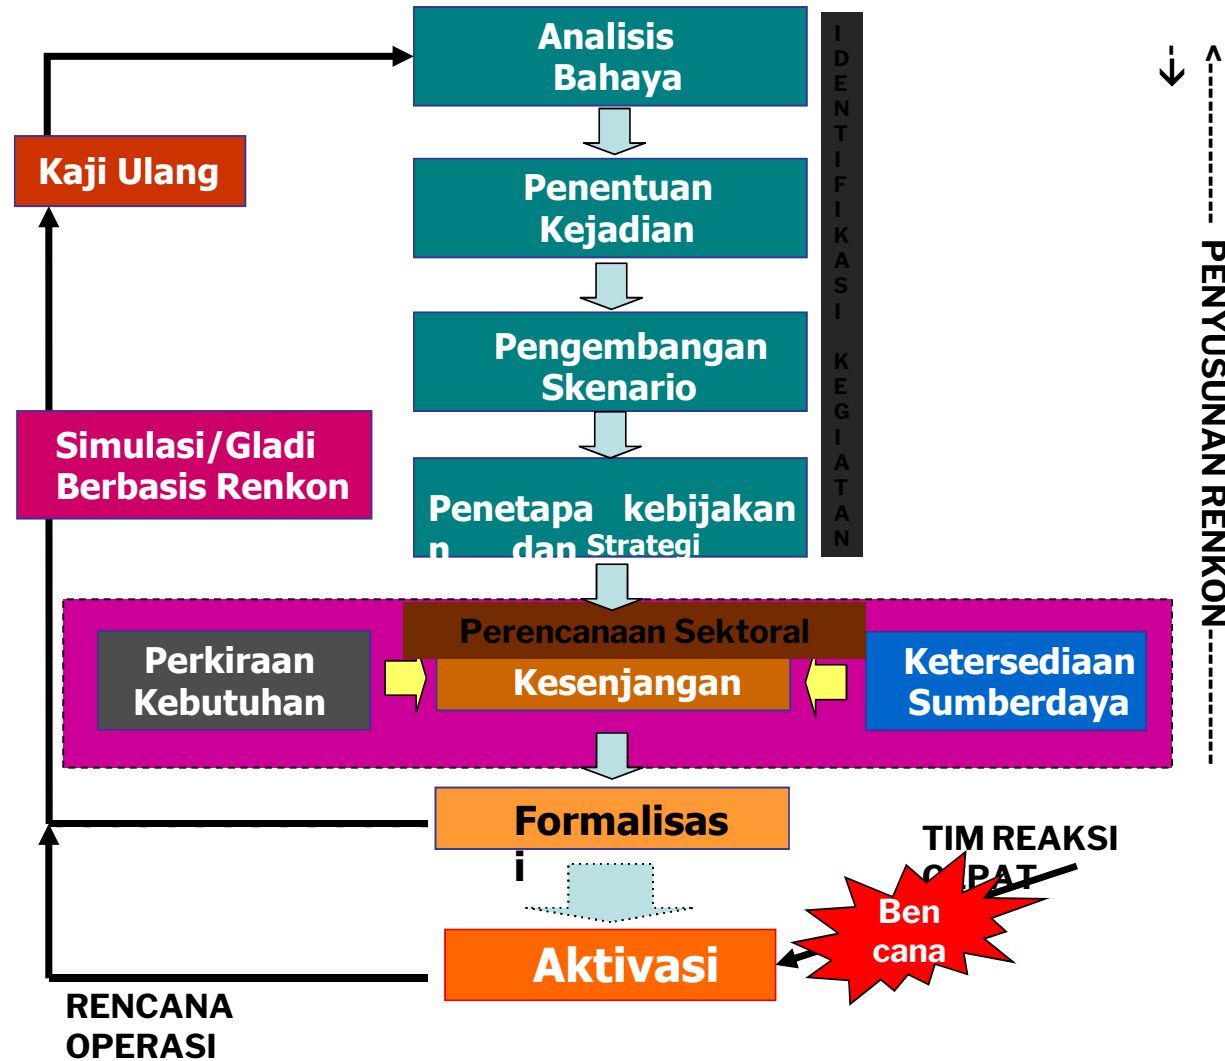 Analisis
Bahaya
IDENTIFIKASI KEGIATAN
<------------- PENYUSUNAN RENKON-------------->
Kaji Ulang
Penentuan
Kejadian
Pengembangan
Skenario
Simulasi/Gladi
Berbasis Renkon
Penetapa kebijakan
n dan Strategi
Perencanaan Sektoral
Perkiraan
Kebutuhan
Kesenjangan
Ketersediaan
Sumberdaya
Formalisas
i
TIM REAKSI
CEPAT
Ben
cana
Aktivasi
RENCANA
OPERASI